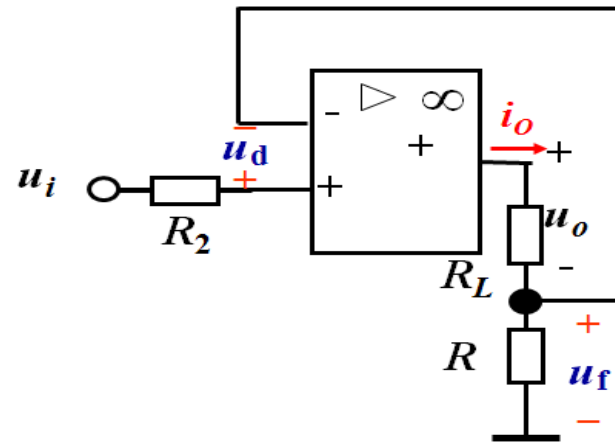 - ▷ ∞
i_O
− + +
u_d
u_i + +
R_2 u_o
R_L -
+
R u_f
−